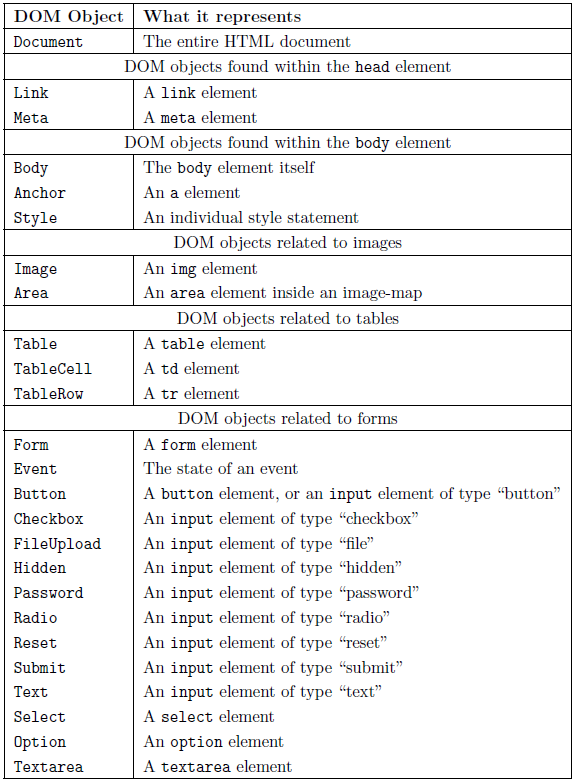 DOM Object What it represents
Document The entire HTML document
DOM objects found within the head element
Link A link element
Meta A meta element
DOM objects found within the body element
Body The body element itself
Anchor An a element
Style An individual style statement
DOM objects related to images
Image An img element
Area An area element inside an image-map
DOM objects related to tables
Table A table element
TableCell A td element
TableRow A tr element
DOM objects related to forms
Form A form element
Event The state of an event
Button A button element, or an input element of type “button”
Checkbox An input element of type “checkbox”
FileUpload An input element of type “file”
Hidden An input element of type “hidden”
Password An input element of type “password”
Radio An input element of type “radio”
Reset An input element of type “reset”
Submit An input element of type “submit”
Text An input element of type “text”
Select A select element
Option An option element
Textarea A textarea element